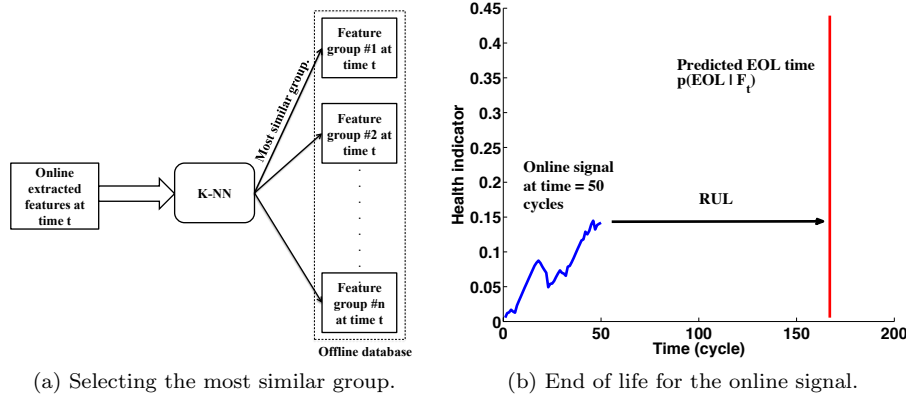 Online
extracted
features at
time t
K-NN
Most similar group.
Feature
group #1 at
time t
Feature
group #2 at
time t
Feature
group #n
at time t
Offline database
(a) Selecting the most similar group.
Health indicator
0.45
0.4
0.35
0.3
0.25
0.2
0.15
0.1
0.05
0
Predicted EOL time
p(EOL | F_t)
Online signal
at time = 50
cycles
RUL
0
50
100
150
200
Time (cycle)
(b) End of life for the online signal.